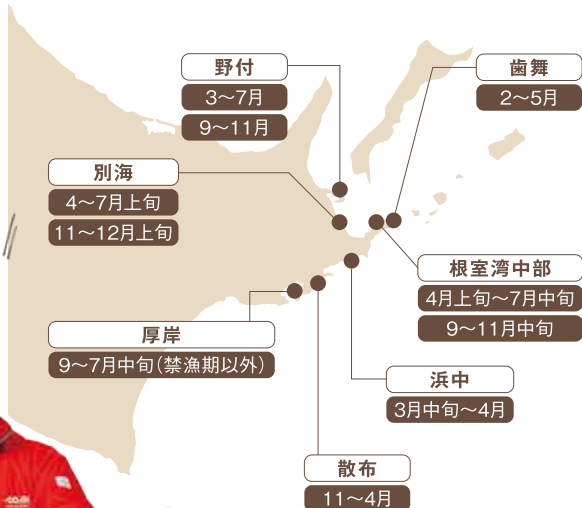 野付
3〜7月
9〜11月
歯舞
2〜5月
別海
4〜7月上旬
11〜12月上旬
根室湾中部
4月上旬〜7月中旬
9〜11月中旬
厚岸
9〜7月中旬(禁漁期以外)
浜中
3月中旬〜4月
散布
11〜4月